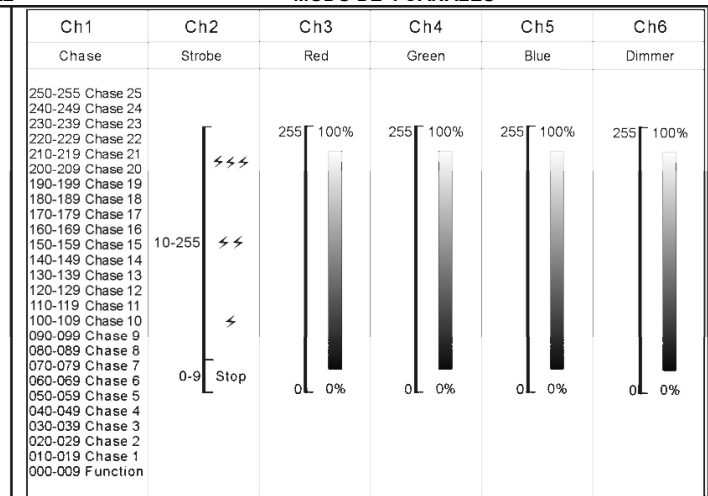 Ch1 Ch2 Ch3 Ch4 Ch5 Ch6
Chase Strobe Red Green Blue Dimmer
250-255 Chase 25
240-249 Chase 24
230-239 Chase 23
220-229 Chase 22
210-219 Chase 21
200-209 Chase 20
190-199 Chase 19
180-189 Chase 18
170-179 Chase 17
160-169 Chase 16
150-159 Chase 15
140-149 Chase 14
130-139 Chase 13
120-129 Chase 12
110-119 Chase 11
100-109 Chase 10
090-099 Chase 9
080-089 Chase 8
070-079 Chase 7
060-069 Chase 6
050-059 Chase 5
040-049 Chase 4
030-039 Chase 3
020-029 Chase 2
010-019 Chase 1
000-009 Function
10-255
0-9 Stop
255 100%
0 0%
255 100%
0 0%
255 100%
0 0%
255 100%
0 0%